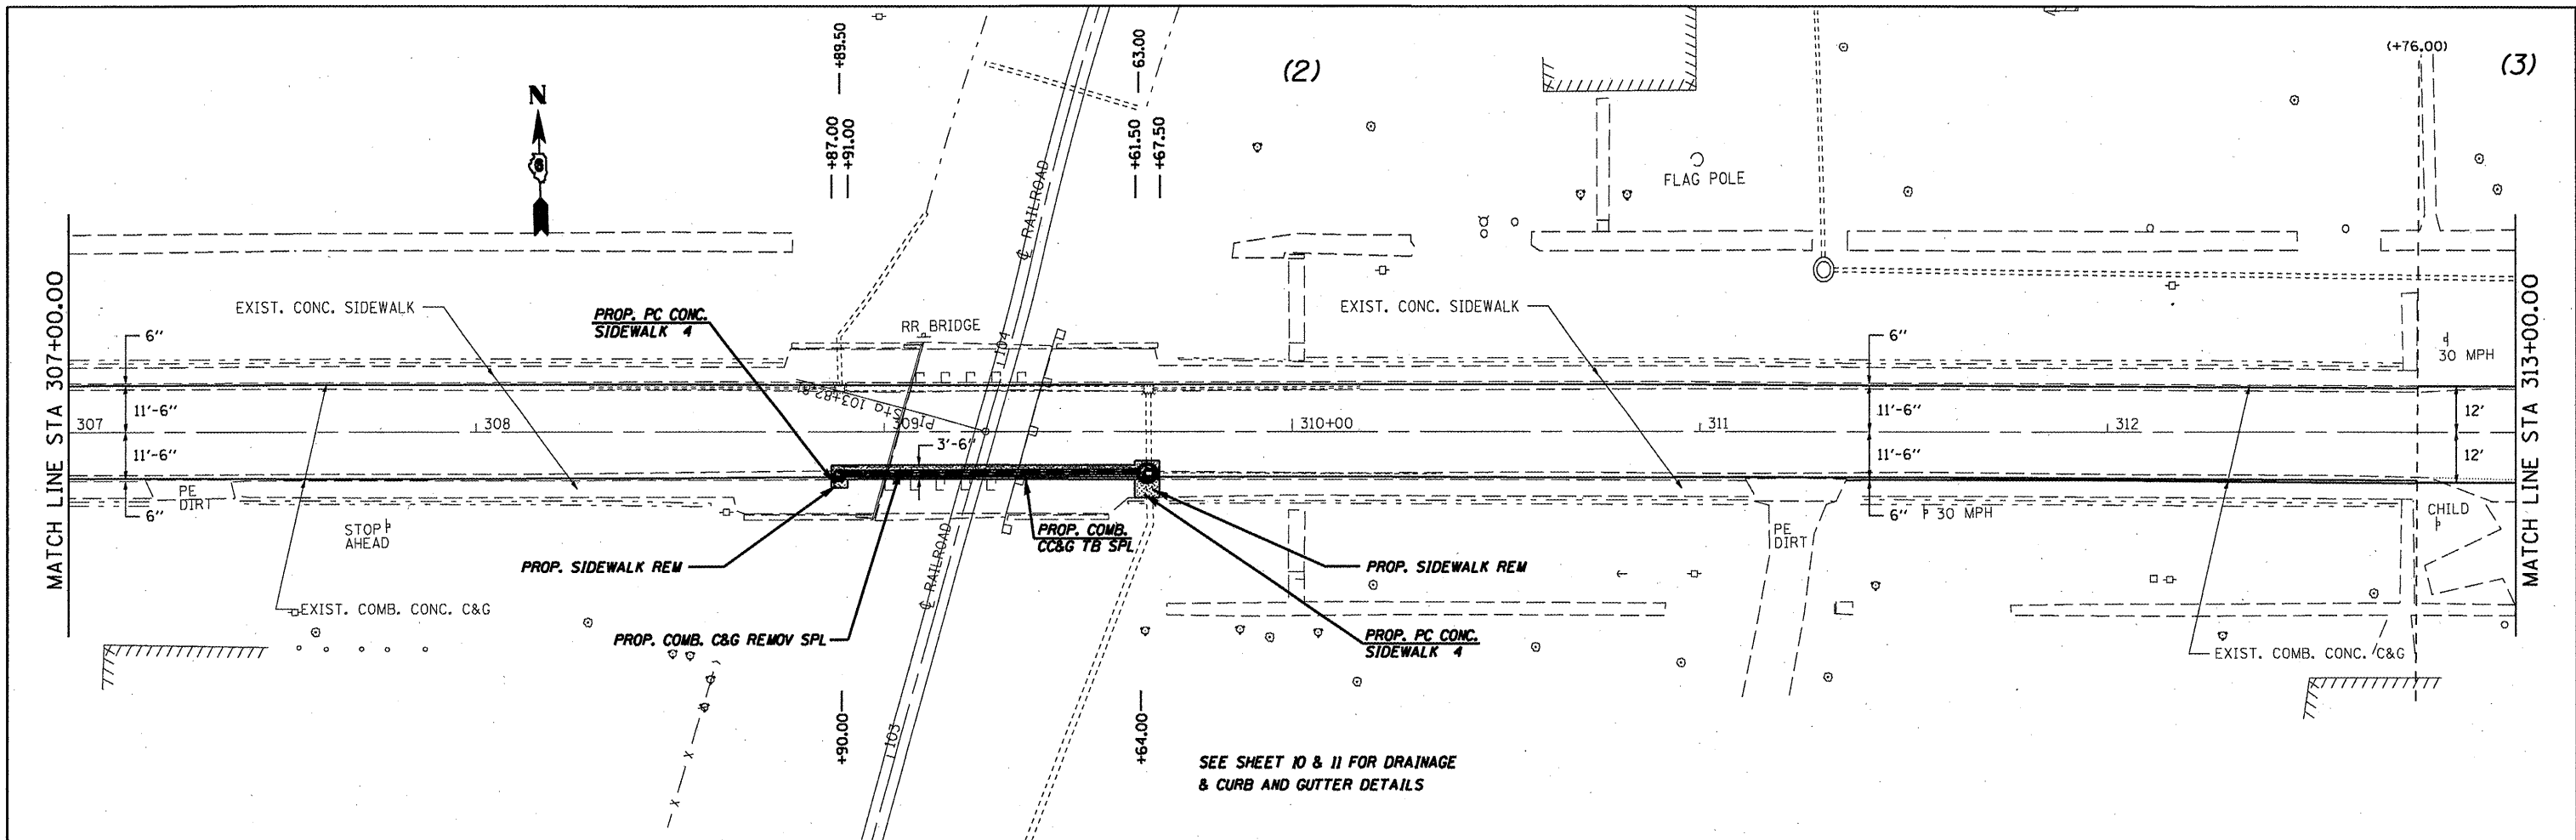 +89.50
63.00
(2)
(+76.00)
(3)
N
6
+87.00
+91.00
+61.50
+67.50
℄ RAILROAD
FLAG POLE
MATCH LINE STA 307+00.00
EXIST. CONC. SIDEWALK
PROP. PC CONC.
SIDEWALK 4
RR BRIDGE
104
EXIST. CONC. SIDEWALK
MATCH LINE STA 313+00.00
6"
6"
30 MPH
11'-6"
11'-6"
12'
307
308
309
310+00
311
312
3'-6"
11'-6"
11'-6"
12'
PE
DIRT
6"
STOP
AHEAD
PROP. COMB.
CC&G TB SPL
6"
30 MPH
PE
DIRT
CHILD
PROP. SIDEWALK REM
℄ RAILROAD
PROP. SIDEWALK REM
EXIST. COMB. CONC. C&G
PROP. COMB. C&G REMOV SPL
PROP. PC CONC.
SIDEWALK 4
EXIST. COMB. CONC. C&G
+90.00
103
+64.00
X
X
SEE SHEET 10 & 11 FOR DRAINAGE
& CURB AND GUTTER DETAILS